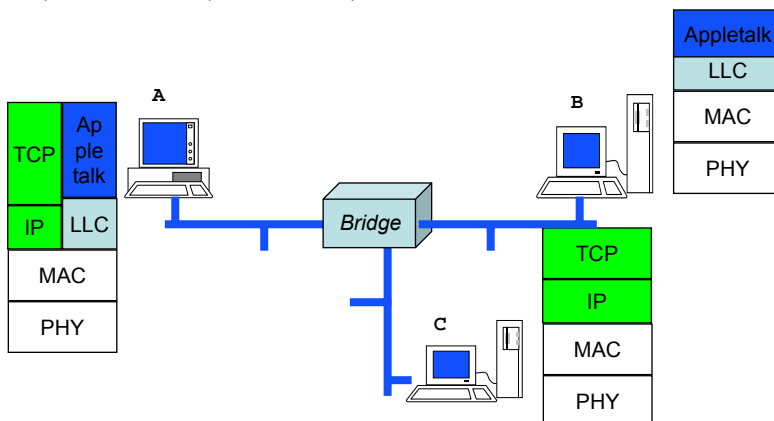 Appletalk
LLC
MAC
PHY
A
B
TCP
Ap
ple
talk
IP
LLC
MAC
PHY
Bridge
C
TCP
IP
MAC
PHY